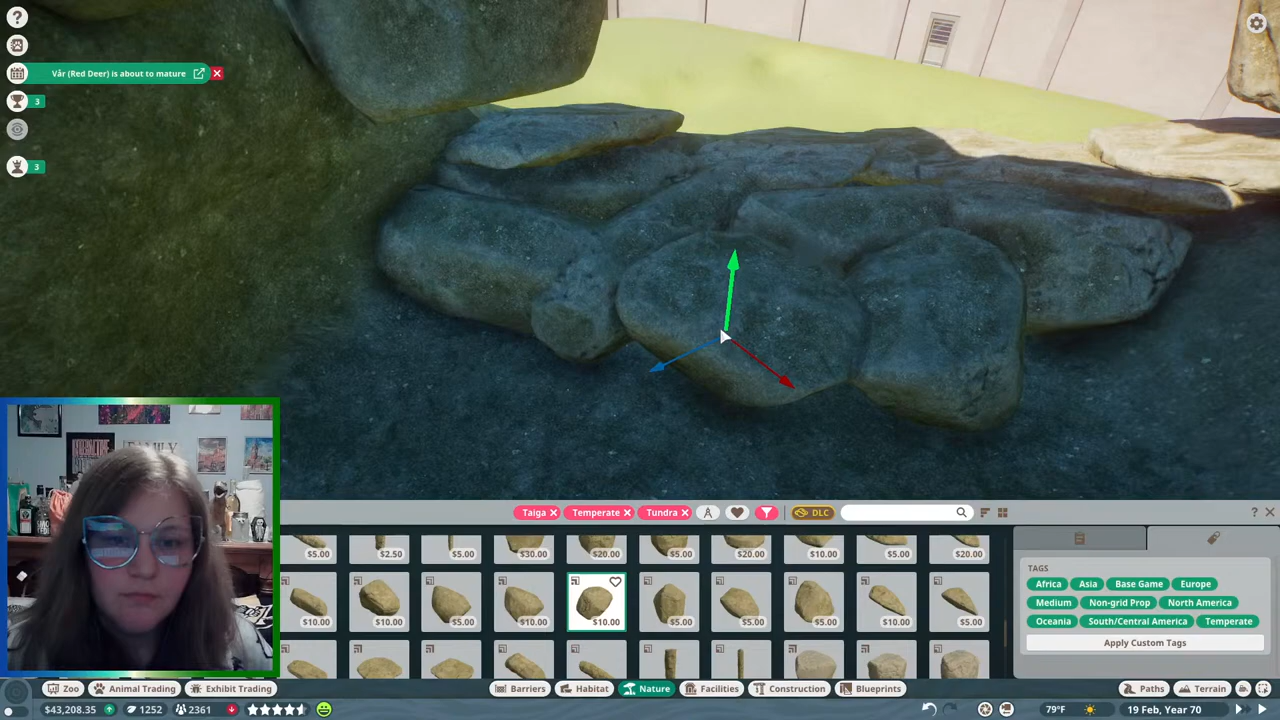 Vår (Red Deer) is about to mature
3
3
FAMILY
Taiga Temperate Tundra DLC
$5.00 $2.50 $5.00 $30.00 $20.00 $5.00 $20.00 $10.00 $5.00 $20.00
$10.00 $10.00 $5.00 $10.00 $10.00 $5.00 $5.00 $5.00 $10.00 $5.00
TAGS
Africa Asia Base Game Europe
Medium Non-grid Prop North America
Oceania South/Central America Temperate
Apply Custom Tags
Zoo Animal Trading Exhibit Trading Barriers Habitat Nature Facilities Construction Blueprints Paths Terrain
$43,208.35 1252 2361 79°F 19 Feb, Year 70